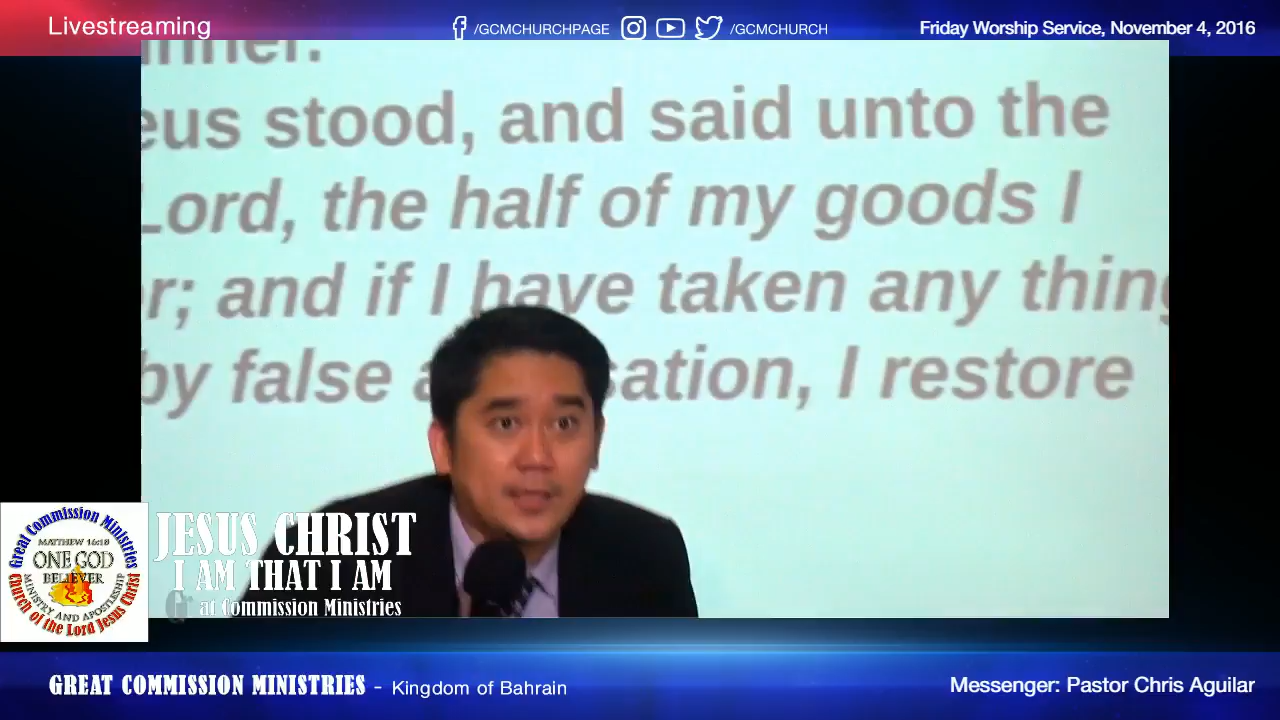 Livestreaming
/GCMCHURCHPAGE
/GCMCHURCH
Friday Worship Service, November 4, 2016
eus stood, and said unto the
Lord, the half of my goods I
r; and if I have taken any thing
by false sation, I restore
Great Commission Ministries
MATTHEW 16:18
ONE GOD
BELIEVER
MINISTRY AND APOSTLESHIP
Church of the Lord Jesus Christ
JESUS CHRIST
I AM THAT I AM
at Commission Ministries
GREAT COMMISSION MINISTRIES - Kingdom of Bahrain
Messenger: Pastor Chris Aguilar